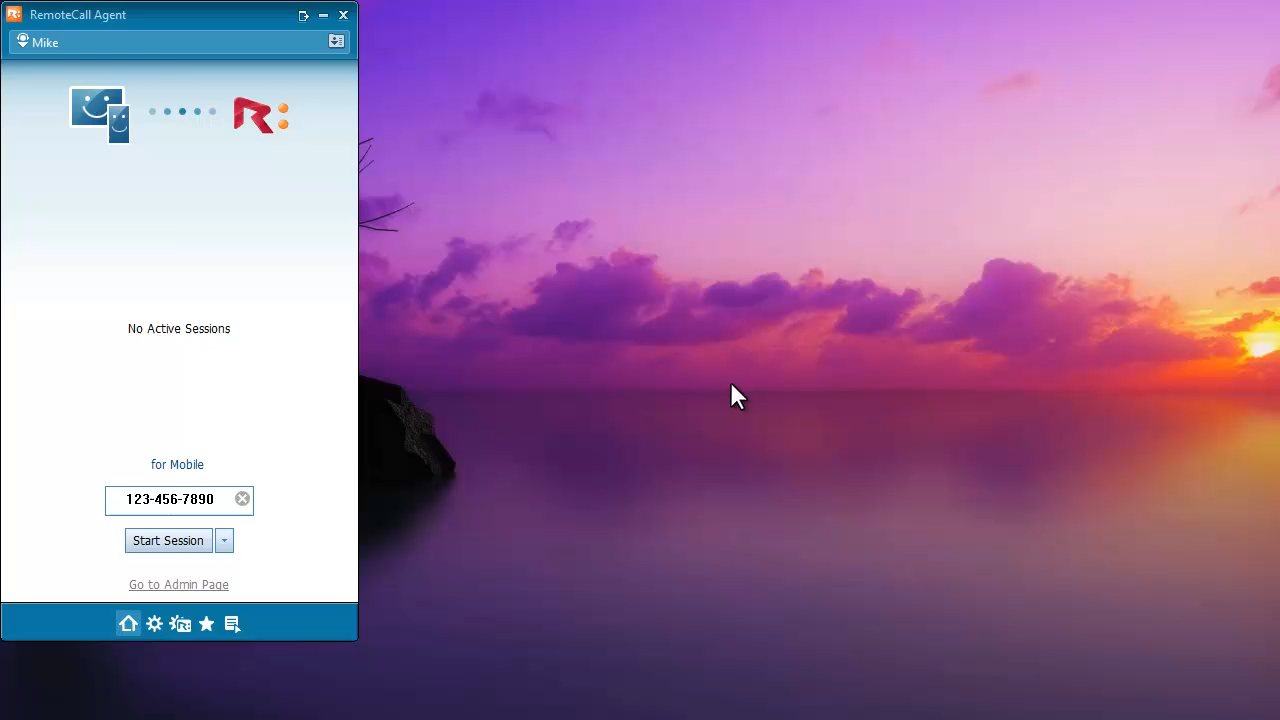 RemoteCall Agent
Mike
R:
No Active Sessions
for Mobile
123-456-7890
Start Session
Go to Admin Page